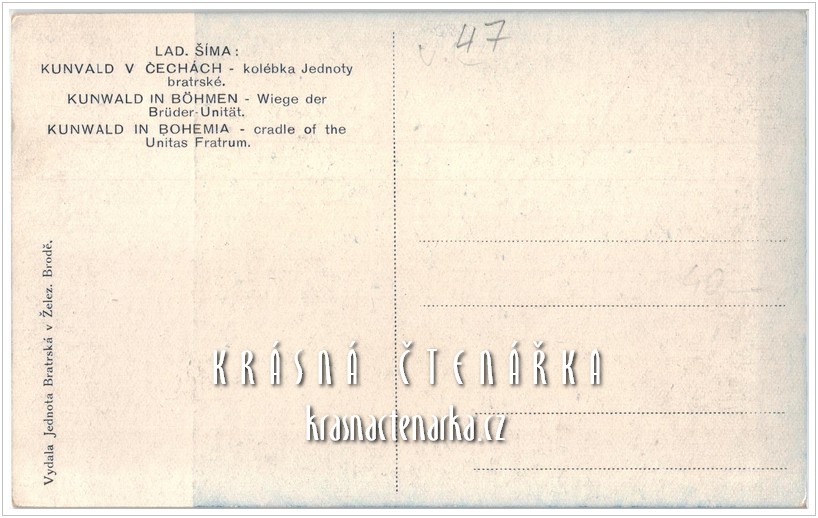 47
LAD. ŠÍMA:
KUNVALD V ČECHÁCH - kolébka Jednoty
bratrské.
KUNWALD IN BÖHMEN - Wiege der
Brüder-Unität.
KUNWALD IN BOHEMIA - cradle of the
Unitas Fratrum.
Vydala Jednota Bratrská v Želez. Brodě.
40
KRÁSNÁ ČTENÁŘKA
krasnactenarka.cz